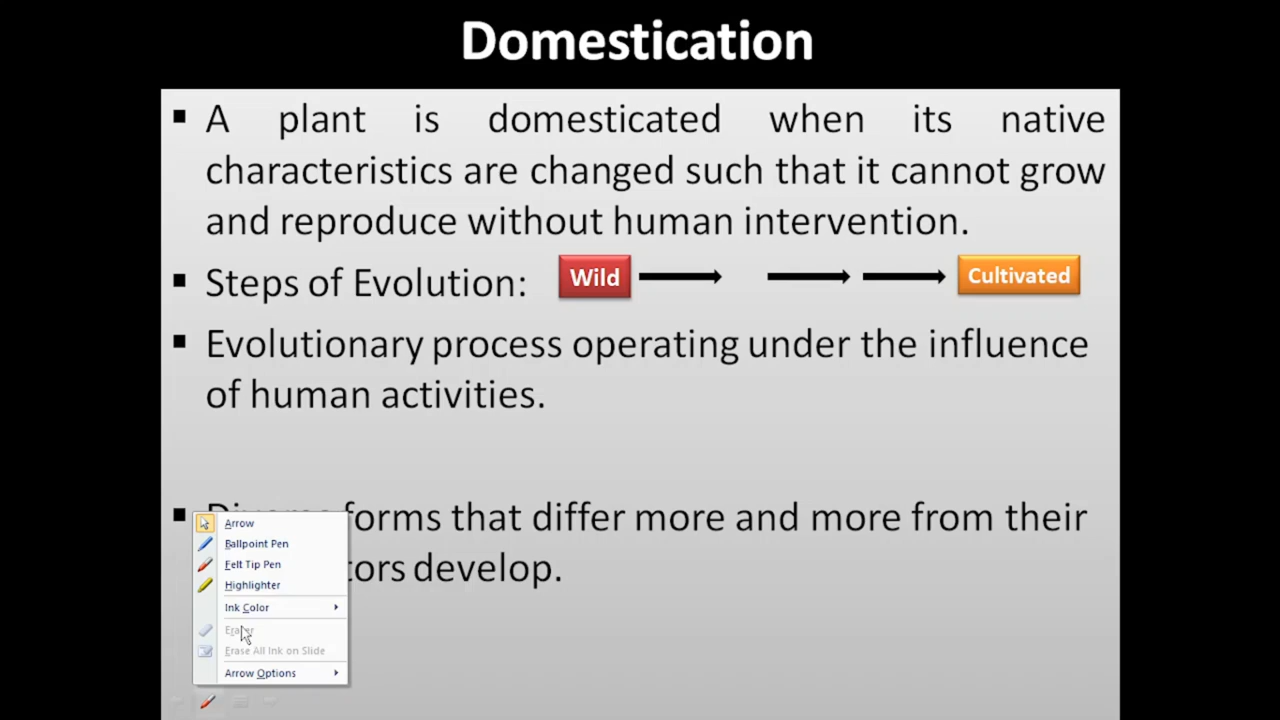 Domestication
A plant is domesticated when its native
characteristics are changed such that it cannot grow
and reproduce without human intervention.
Steps of Evolution: Wild Cultivated
Evolutionary process operating under the influence
of human activities.
forms that differ more and more from their
develop.
Arrow
Ballpoint Pen
Felt Tip Pen
Highlighter
Ink Color
Eraser
Erase All Ink on Slide
Arrow Options